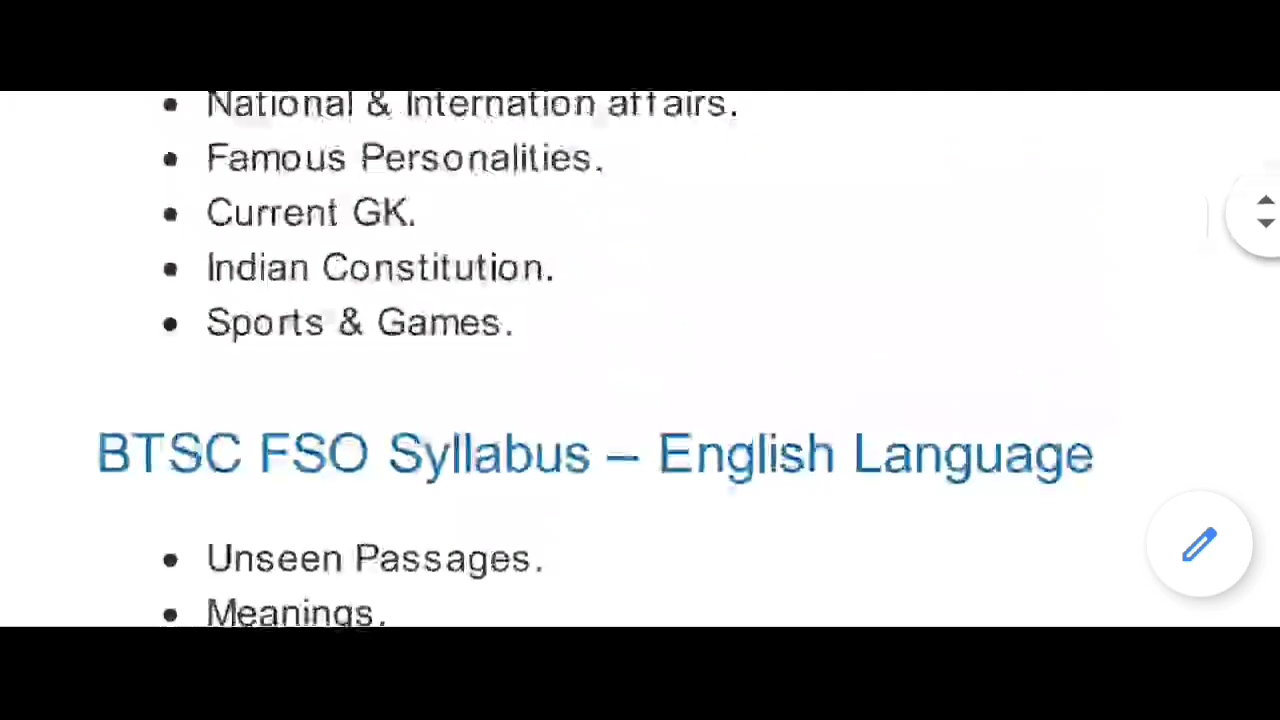 • National & Internation affairs.
• Famous Personalities.
• Current GK.
• Indian Constitution.
• Sports & Games.
BTSC FSO Syllabus – English Language
• Unseen Passages.
• Meanings.